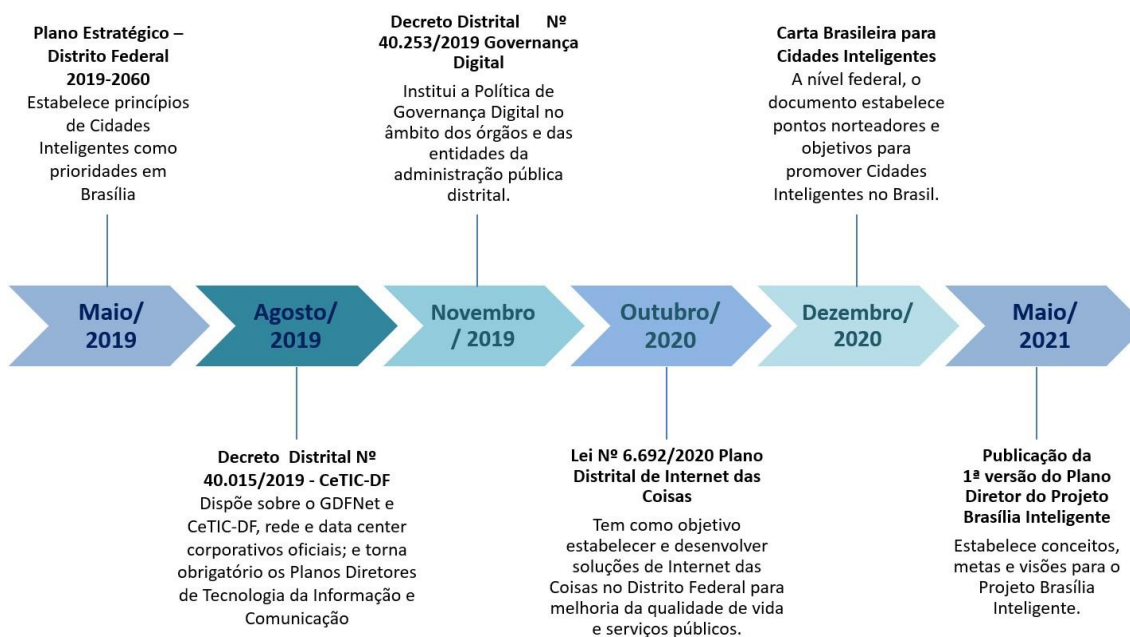 Plano Estratégico –
Distrito Federal
2019-2060
Estabelece princípios
de Cidades
Inteligentes como
prioridades em
Brasília
Decreto Distrital Nº
40.253/2019 Governança
Digital
Institui a Política de
Governança Digital no
âmbito dos órgãos e das
entidades da
administração pública
distrital.
Carta Brasileira para
Cidades Inteligentes
A nível federal, o
documento estabelece
pontos norteadores e
objetivos para
promover Cidades
Inteligentes no Brasil.
Maio/
2019
Agosto/
2019
Novembro
/ 2019
Outubro/
2020
Dezembro/
2020
Maio/
2021
Decreto Distrital Nº
40.015/2019 - CeTIC-DF
Dispõe sobre o GDFNet e
CeTIC-DF, rede e data center
corporativos oficiais; e torna
obrigatório os Planos Diretores
de Tecnologia da Informação e
Comunicação
Lei Nº 6.692/2020 Plano
Distrital de Internet das
Coisas
Tem como objetivo
estabelecer e desenvolver
soluções de Internet das
Coisas no Distrito Federal para
melhoria da qualidade de vida
e serviços públicos.
Publicação da
1ª versão do Plano
Diretor do Projeto
Brasília Inteligente
Estabelece conceitos,
metas e visões para o
Projeto Brasília
Inteligente.